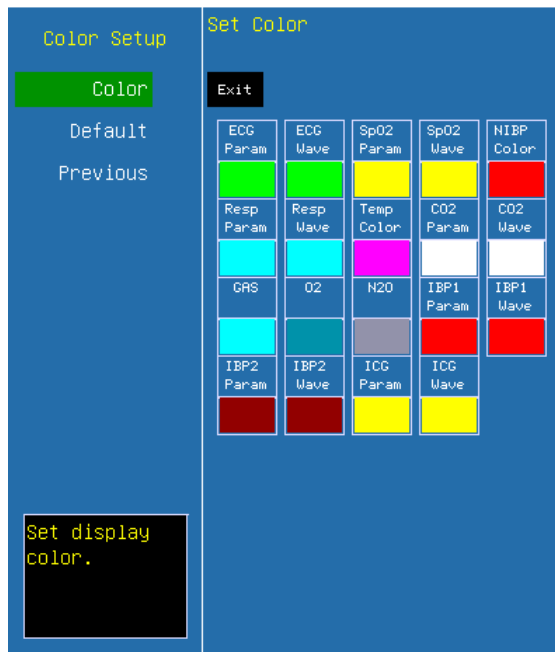 Color Setup
Color
Default
Previous
Set display
color.
Set Color
Exit
ECG
Param
ECG
Wave
SpO2
Param
SpO2
Wave
NIBP
Color
Resp
Param
Resp
Wave
Temp
Color
CO2
Param
CO2
Wave
GAS
O2
N2O
IBP1
Param
IBP1
Wave
IBP2
Param
IBP2
Wave
ICG
Param
ICG
Wave